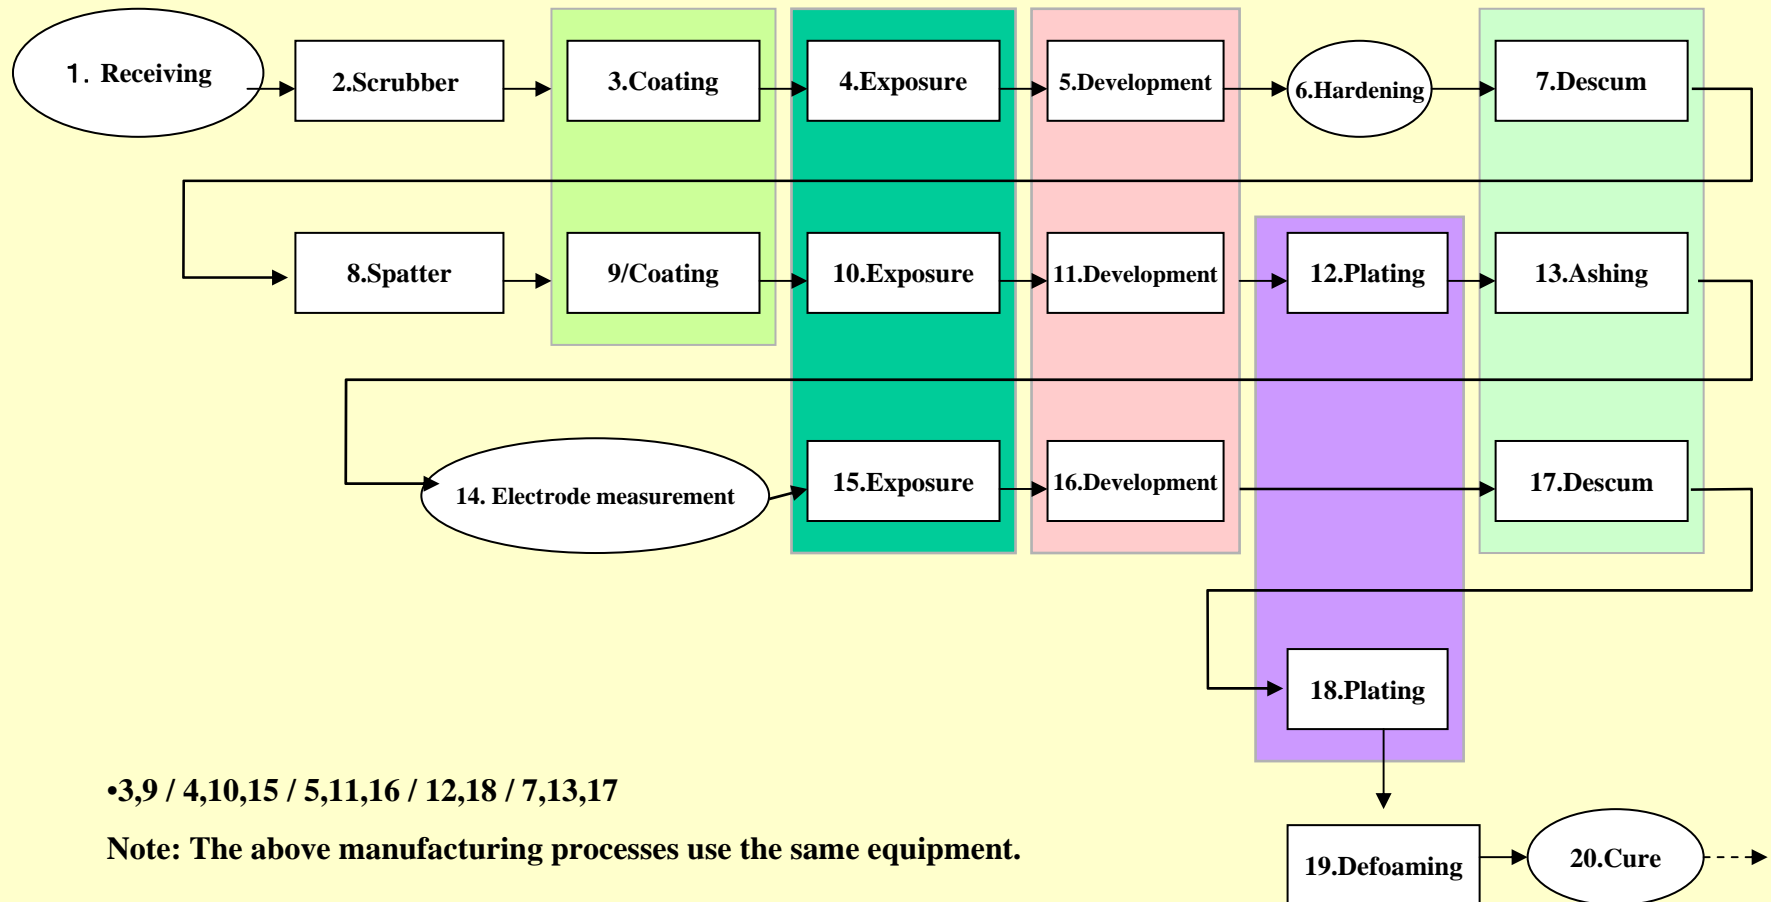 1. Receiving
2.Scrubber
3.Coating
4.Exposure
5.Development
6.Hardening
7.Descum
8.Spatter
9/Coating
10.Exposure
11.Development
12.Plating
13.Ashing
14. Electrode measurement
15.Exposure
16.Development
17.Descum
18.Plating
•3,9 / 4,10,15 / 5,11,16 / 12,18 / 7,13,17
Note: The above manufacturing processes use the same equipment.
19.Defoaming
20.Cure